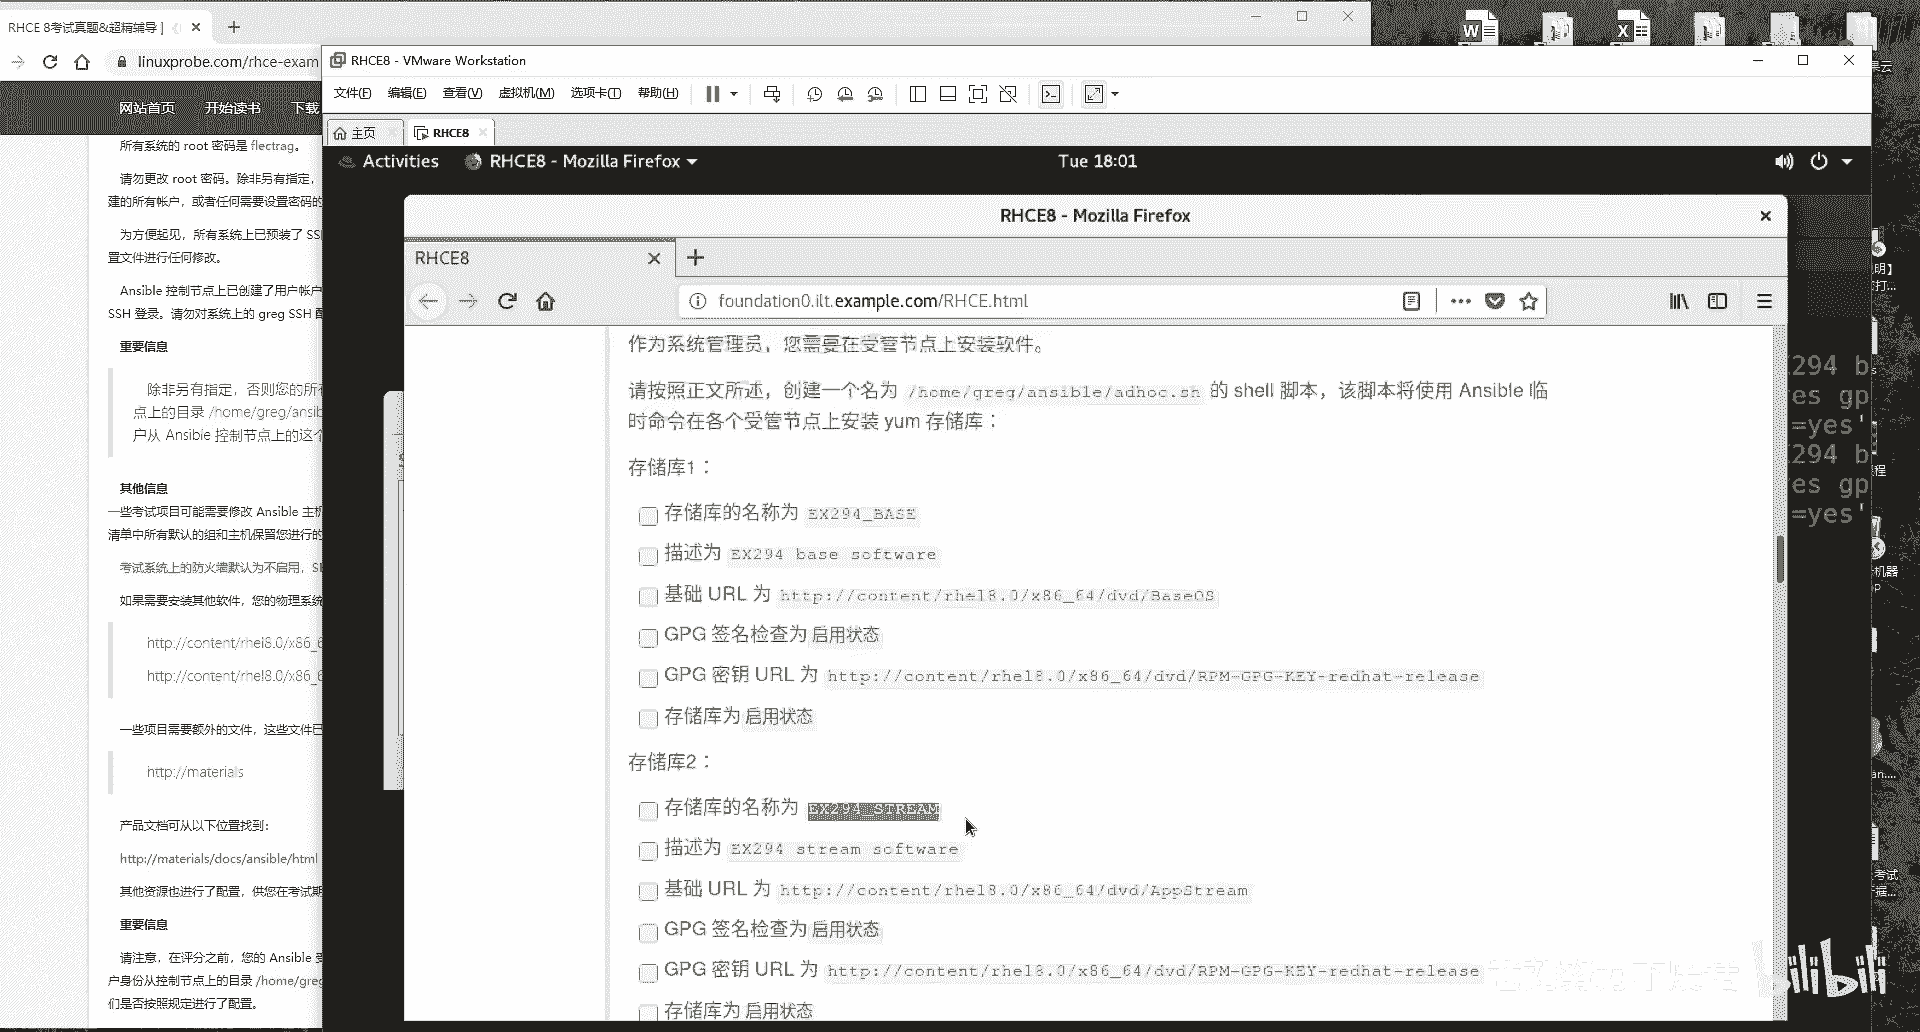 RHCE 8考试真题&超精辅导 ]
linuxprobe.com/rhce-exam
网站首页 开始读书 下载
所有系统的 root 密码是 flectrag。
请勿更改 root 密码。除非另有指定，
建的所有帐户，或者任何需要设置密码的
为方便起见，所有系统上已预装了 SSH
置文件进行任何修改。
Ansible 控制节点上已创建了用户帐户
SSH 登录。请勿对系统上的 greg SSH 配
重要信息
除非另有指定，否则您的所有
点上的目录 /home/greg/ansib
户从 Ansible 控制节点上的这个
其他信息
一些考试项目可能需要修改 Ansible 主机
清单中所有默认的组和主机保留您进行的
考试系统上的防火墙默认为不启用，SE
如果需要安装其他软件，您的物理系统
http://content/rhel8.0/x86_6
http://content/rhel8.0/x86_6
一些项目需要额外的文件，这些文件已
http://materials
产品文档可从以下位置找到：
http://materials/docs/ansible/html
其他资源也进行了配置，供您在考试期
重要信息
请注意，在评分之前，您的 Ansible 受
户身份从控制节点上的目录 /home/greg
们是否按照规定进行了配置。
RHCE8 - VMware Workstation
文件(F) 编辑(E) 查看(V) 虚拟机(M) 选项卡(T) 帮助(H)
主页 RHCE8
Activities RHCE8 - Mozilla Firefox Tue 18:01
RHCE8 - Mozilla Firefox
RHCE8
foundation0.ilt.example.com/RHCE.html
作为系统管理员，您需要在受管节点上安装软件。
请按照正文所述，创建一个名为 /home/greg/ansible/adhoc.sh 的 shell 脚本，该脚本将使用 Ansible 临
时命令在各个受管节点上安装 yum 存储库：
存储库1：
存储库的名称为 EX294_BASE
描述为 EX294 base software
基础 URL 为 http://content/rhel8.0/x86_64/dvd/BaseOS
GPG 签名检查为 启用状态
GPG 密钥 URL 为 http://content/rhel8.0/x86_64/dvd/RPM-GPG-KEY-redhat-release
存储库为 启用状态
存储库2：
存储库的名称为 EX294_STREAM
描述为 EX294 stream software
基础 URL 为 http://content/rhel8.0/x86_64/dvd/AppStream
GPG 签名检查为 启用状态
GPG 密钥 URL 为 http://content/rhel8.0/x86_64/dvd/RPM-GPG-KEY-redhat-release
存储库为 启用状态
294 b
es gp
=yes'
294 b
es gp
=yes'
bilibili